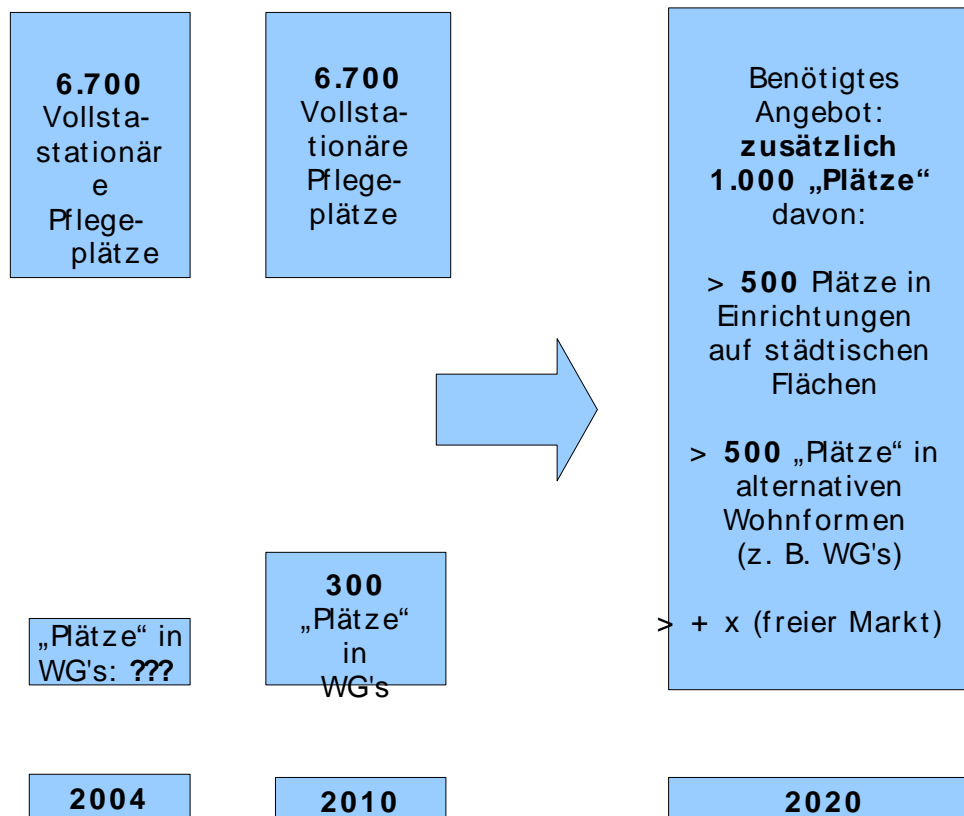 6.700
Vollsta-
stationär
e
Pflege-
plätze
6.700
Vollsta-
tionäre
Pflege-
plätze
Benötigtes
Angebot:
zusätzlich
1.000 „Plätze“
davon:
> 500 Plätze in
Einrichtungen
auf städtischen
Flächen
> 500 „Plätze“ in
alternativen
Wohnformen
(z. B. WG's)
> + x (freier Markt)
„Plätze“ in
WG's: ???
300
„Plätze“
in
WG's
2004
2010
2020